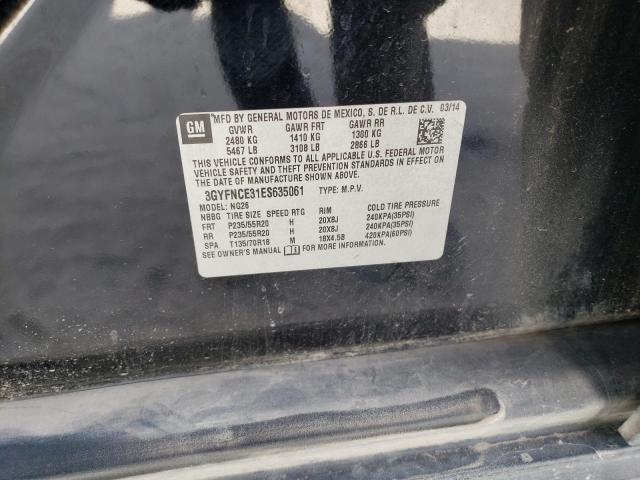 GM
MFD BY GENERAL MOTORS DE MEXICO, S. DE R.L. DE C.V. 03/14
GVWR GAWR FRT GAWR RR
2480 KG 1410 KG 1300 KG
5467 LB 3108 LB 2866 LB
THIS VEHICLE CONFORMS TO ALL APPLICABLE U.S. FEDERAL MOTOR
VEHICLE SAFETY, BUMPER, AND THEFT PREVENTION STANDARDS IN EFFECT ON
THE DATE OF MANUFACTURE SHOWN ABOVE.
3GYFNCE31ES635061 TYPE: M.P.V.
MODEL: NG26
NBBG TIRE SIZE SPEED RTG RIM COLD TIRE PRESSURE
FRT P235/55R20 H 20X8J 240KPA(35PSI)
RR P235/55R20 H 20X8J 240KPA(35PSI)
SPA T135/70R18 M 18X4.5B 420KPA(60PSI)
SEE OWNER'S MANUAL FOR ADDITIONAL INFORMATION.